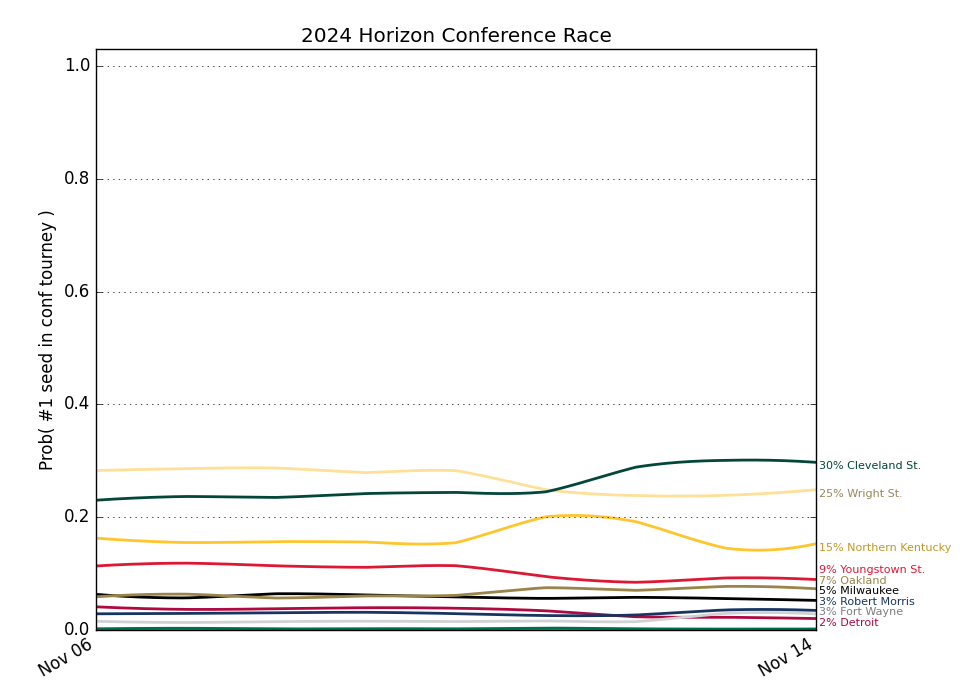 2024 Horizon Conference Race
Prob( #1 seed in conf tourney )
1.0
0.8
0.6
0.4
0.2
0.0
Nov 06
Nov 14
30% Cleveland St.
25% Wright St.
15% Northern Kentucky
9% Youngstown St.
7% Oakland
5% Milwaukee
3% Robert Morris
3% Fort Wayne
2% Detroit